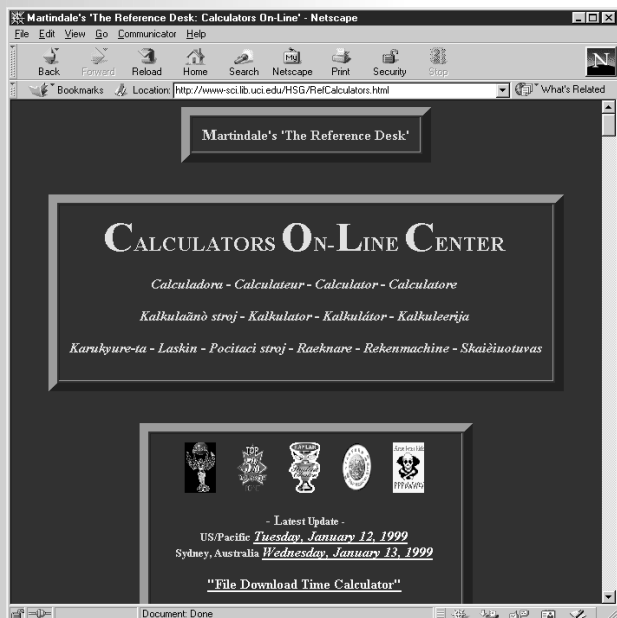 Martindale's 'The Reference Desk: Calculators On-Line' - Netscape
File Edit View Go Communicator Help
Back Forward Reload Home Search Netscape Print Security Stop
My
N
Bookmarks Location: http://www-sci.lib.uci.edu/HSG/RefCalculators.html What's Related
Martindale's 'The Reference Desk'
CALCULATORS ON-LINE CENTER
Calculadora - Calculateur - Calculator - Calculatore
Kalkulaãnò stroj - Kalkulator - Kalkulátor - Kalkuleerija
Karukyure-ta - Laskin - Pocitaci stroj - Raeknare - Rekenmachine - Skaièiuotuvas
TOP
- Latest Update -
US/Pacific Tuesday, January 12, 1999
Sydney, Australia Wednesday, January 13, 1999
"File Download Time Calculator"
Document: Done